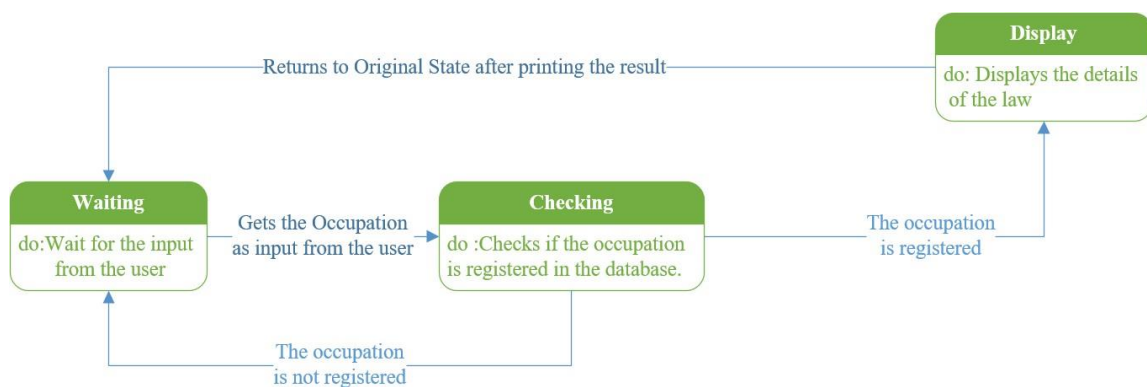 Display
do: Displays the details
of the law
Returns to Original State after printing the result
Waiting
do:Wait for the input
from the user
Gets the Occupation
as input from the user
Checking
do :Checks if the occupation
is registered in the database.
The occupation
is registered
The occupation
is not registered